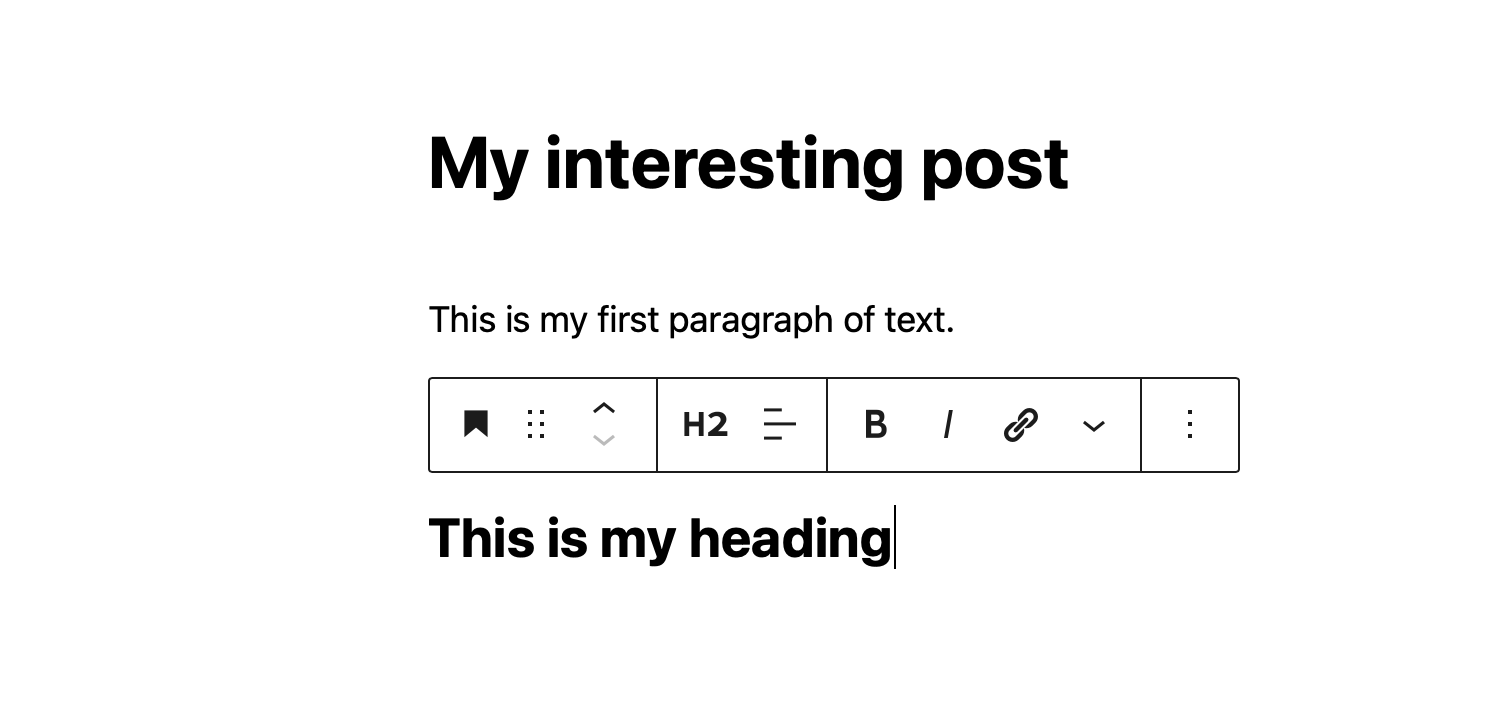 My interesting post
This is my first paragraph of text.
H2 B I
This is my heading